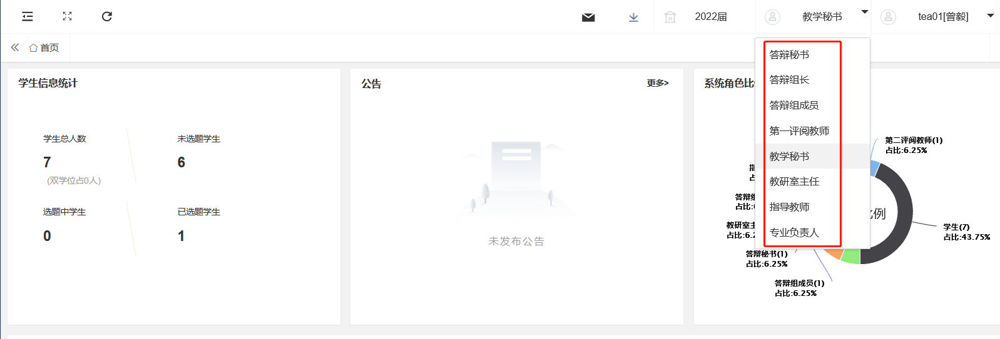 2022届
教学秘书
tea01[曾毅]
首页
学生信息统计
学生总人数
未选题学生
7
6
(双学位占0人)
选题中学生
已选题学生
0
1
公告
更多>
未发布公告
系统角色比
答辩秘书
答辩组长
答辩组成员
第一评阅教师
教学秘书
教研室主任
指导教师
专业负责人
第二评阅教师(1)
占比:6.25%
指
占比
答辩组
占比:
教研室主
占比:6.2
答辩秘书(1)
占比:6.25%
答辩组成员(1)
占比:6.25%
比例
学生(7)
占比:43.75%